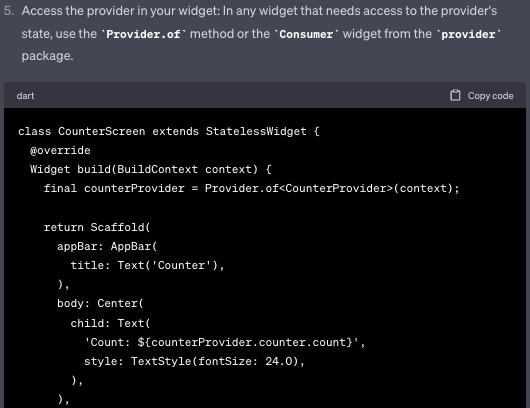 5. Access the provider in your widget: In any widget that needs access to the provider's
state, use the `Provider.of` method or the `Consumer` widget from the `provider`
package.
dart Copy code
class CounterScreen extends StatelessWidget {
  @override
  Widget build(BuildContext context) {
    final counterProvider = Provider.of<CounterProvider>(context);

    return Scaffold(
      appBar: AppBar(
        title: Text('Counter'),
      ),
      body: Center(
        child: Text(
          'Count: ${counterProvider.counter.count}',
          style: TextStyle(fontSize: 24.0),
        ),
      ),